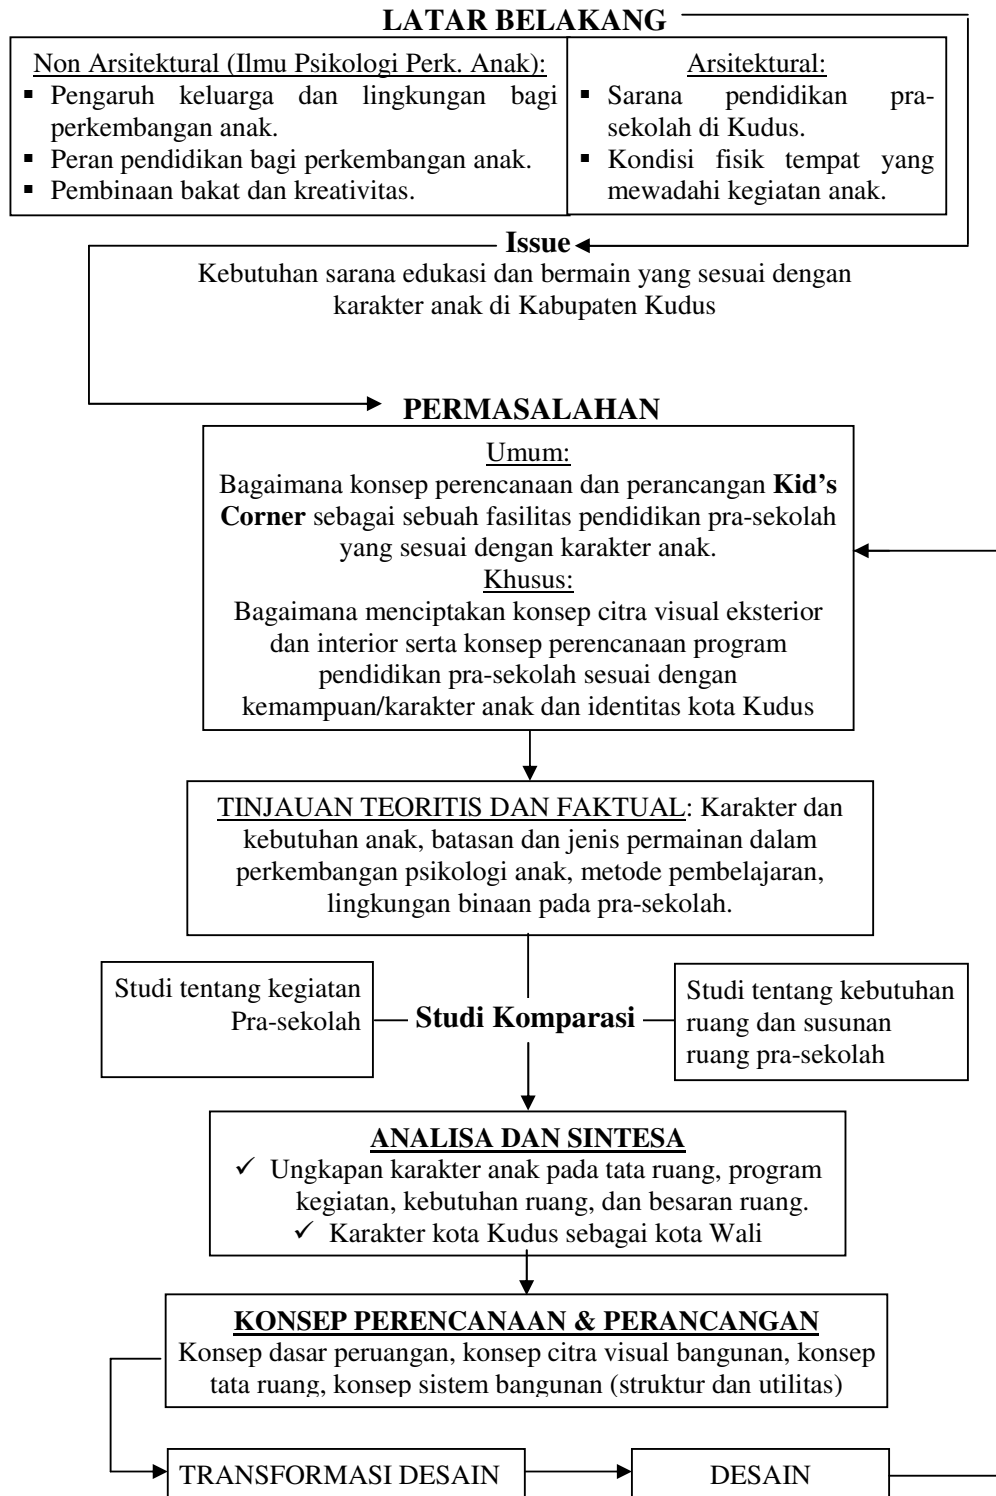 LATAR BELAKANG
Non Arsitektural (Ilmu Psikologi Perk. Anak):
▪ Pengaruh keluarga dan lingkungan bagi
perkembangan anak.
▪ Peran pendidikan bagi perkembangan anak.
▪ Pembinaan bakat dan kreativitas.
Arsitektural:
▪ Sarana pendidikan pra-
sekolah di Kudus.
▪ Kondisi fisik tempat yang
mewadahi kegiatan anak.
Issue
Kebutuhan sarana edukasi dan bermain yang sesuai dengan
karakter anak di Kabupaten Kudus
PERMASALAHAN
Umum:
Bagaimana konsep perencanaan dan perancangan Kid's
Corner sebagai sebuah fasilitas pendidikan pra-sekolah
yang sesuai dengan karakter anak.
Khusus:
Bagaimana menciptakan konsep citra visual eksterior
dan interior serta konsep perencanaan program
pendidikan pra-sekolah sesuai dengan
kemampuan/karakter anak dan identitas kota Kudus
TINJAUAN TEORITIS DAN FAKTUAL: Karakter dan
kebutuhan anak, batasan dan jenis permainan dalam
perkembangan psikologi anak, metode pembelajaran,
lingkungan binaan pada pra-sekolah.
Studi tentang kegiatan
Pra-sekolah
Studi Komparasi
Studi tentang kebutuhan
ruang dan susunan
ruang pra-sekolah
ANALISA DAN SINTESA
✓ Ungkapan karakter anak pada tata ruang, program
kegiatan, kebutuhan ruang, dan besaran ruang.
✓ Karakter kota Kudus sebagai kota Wali
KONSEP PERENCANAAN & PERANCANGAN
Konsep dasar peruangan, konsep citra visual bangunan, konsep
tata ruang, konsep sistem bangunan (struktur dan utilitas)
TRANSFORMASI DESAIN
DESAIN